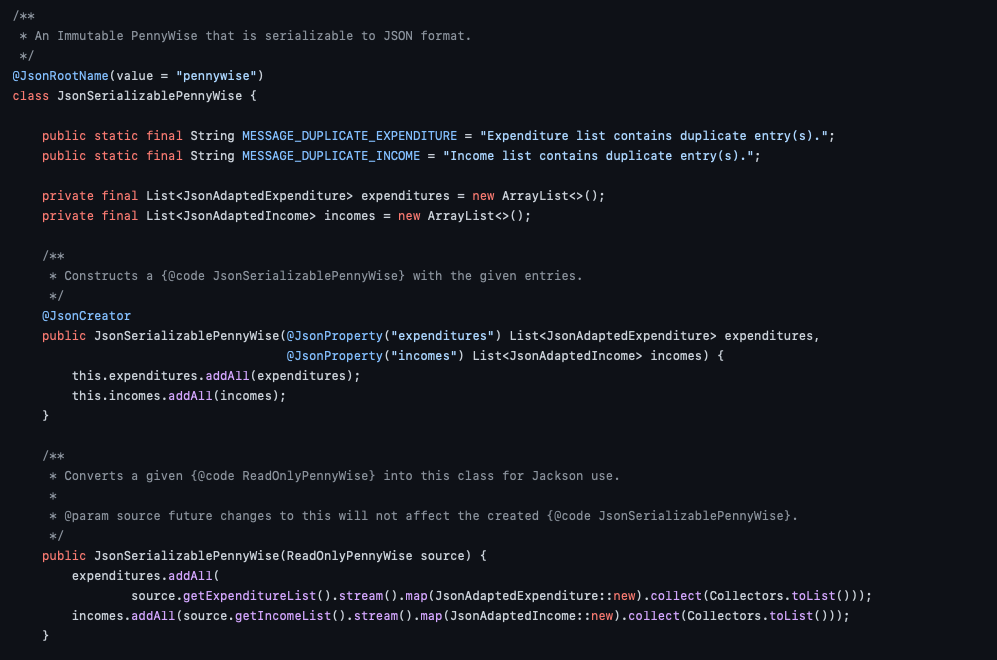 /**
 * An Immutable PennyWise that is serializable to JSON format.
 */
@JsonRootName(value = "pennywise")
class JsonSerializablePennyWise {

    public static final String MESSAGE_DUPLICATE_EXPENDITURE = "Expenditure list contains duplicate entry(s).";
    public static final String MESSAGE_DUPLICATE_INCOME = "Income list contains duplicate entry(s).";

    private final List<JsonAdaptedExpenditure> expenditures = new ArrayList<>();
    private final List<JsonAdaptedIncome> incomes = new ArrayList<>();

    /**
     * Constructs a {@code JsonSerializablePennyWise} with the given entries.
     */
    @JsonCreator
    public JsonSerializablePennyWise(@JsonProperty("expenditures") List<JsonAdaptedExpenditure> expenditures,
                                     @JsonProperty("incomes") List<JsonAdaptedIncome> incomes) {
        this.expenditures.addAll(expenditures);
        this.incomes.addAll(incomes);
    }

    /**
     * Converts a given {@code ReadOnlyPennyWise} into this class for Jackson use.
     *
     * @param source future changes to this will not affect the created {@code JsonSerializablePennyWise}.
     */
    public JsonSerializablePennyWise(ReadOnlyPennyWise source) {
        expenditures.addAll(
                source.getExpenditureList().stream().map(JsonAdaptedExpenditure::new).collect(Collectors.toList()));
        incomes.addAll(source.getIncomeList().stream().map(JsonAdaptedIncome::new).collect(Collectors.toList()));
    }